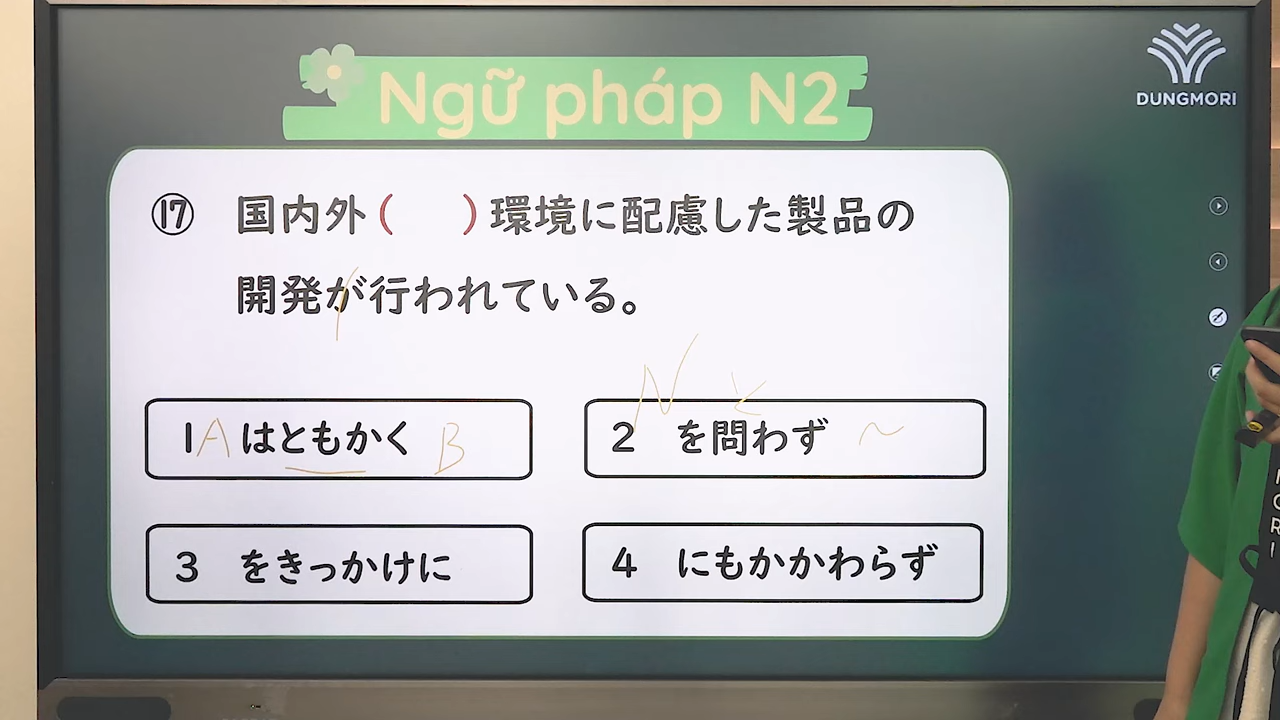 Ngữ pháp N2
DUNGMORI
⑰ 国内外( )環境に配慮した製品の
開発が行われている。
1 A はともかく B
N と
2 を問わず ~
3 をきっかけに
4 にもかかわらず